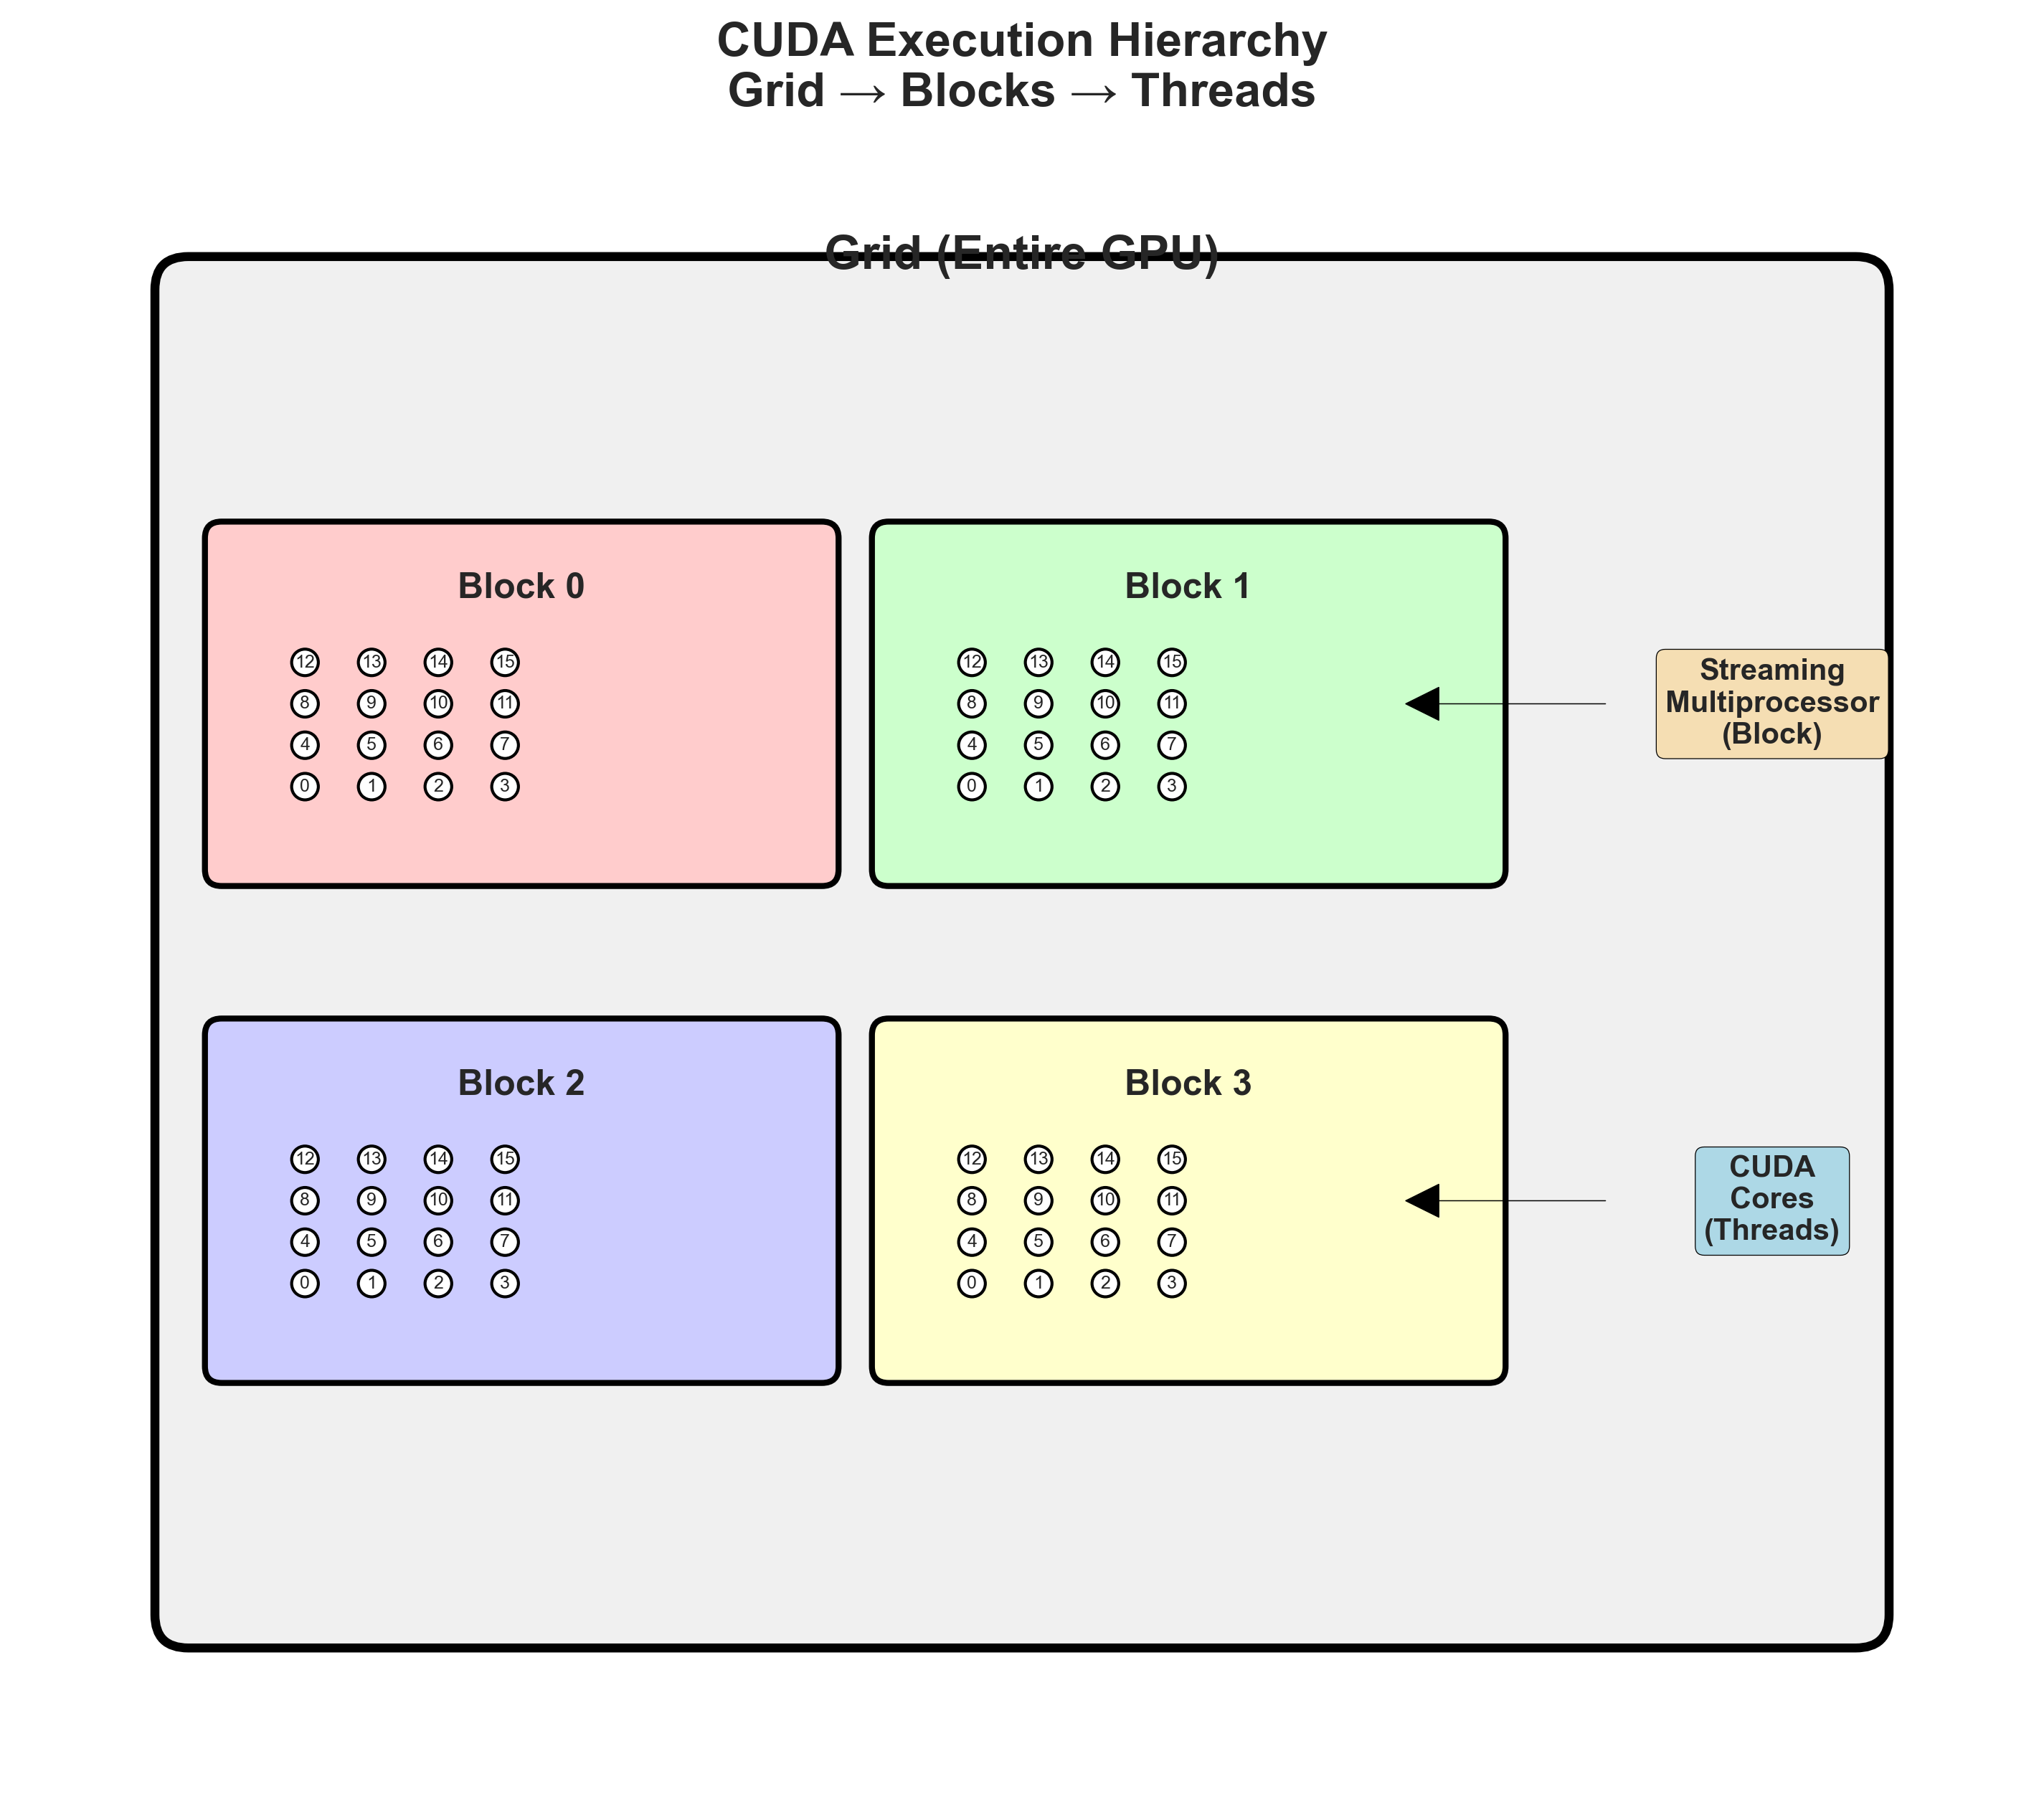 CUDA Execution Hierarchy
Grid → Blocks → Threads
Grid (Entire GPU)
Block 0
12 13 14 15
8 9 10 11
4 5 6 7
0 1 2 3
Block 1
12 13 14 15
8 9 10 11
4 5 6 7
0 1 2 3
Streaming
Multiprocessor
(Block)
Block 2
12 13 14 15
8 9 10 11
4 5 6 7
0 1 2 3
Block 3
12 13 14 15
8 9 10 11
4 5 6 7
0 1 2 3
CUDA
Cores
(Threads)